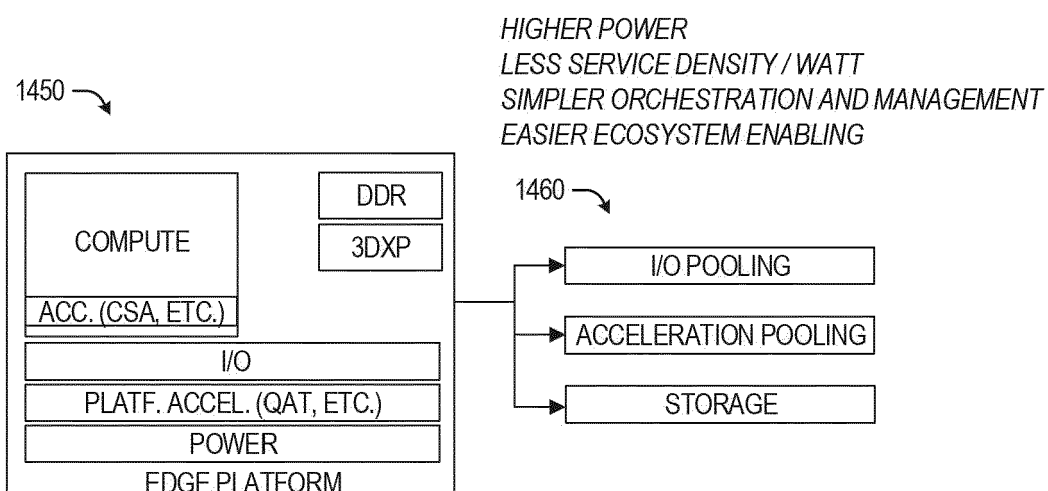 HIGHER POWER
LESS SERVICE DENSITY / WATT
SIMPLER ORCHESTRATION AND MANAGEMENT
EASIER ECOSYSTEM ENABLING
1450
1460
COMPUTE
DDR
3DXP
ACC. (CSA, ETC.)
I/O
PLATF. ACCEL. (QAT, ETC.)
POWER
EDGE PLATFORM
I/O POOLING
ACCELERATION POOLING
STORAGE